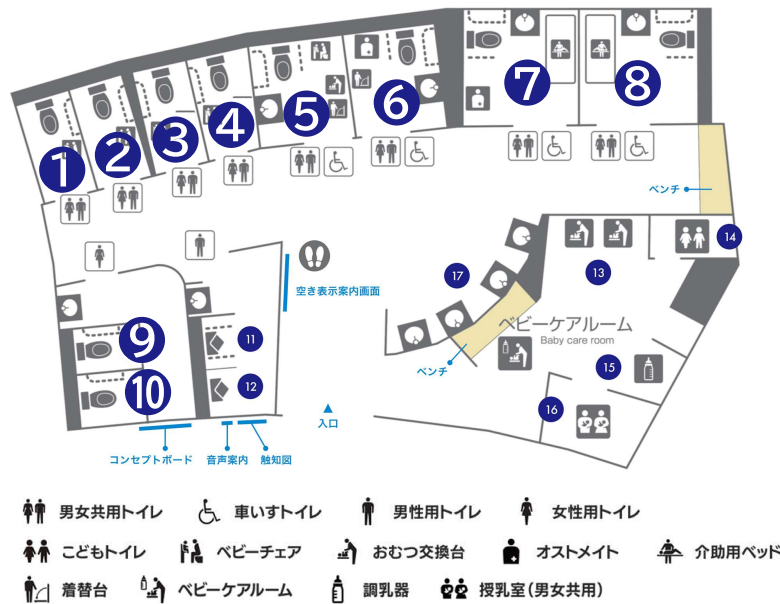 1
2
3
4
5
6
7
8
ベンチ
14
13
17
空き表示案内画面
ベビーケアルーム
Baby care room
9
11
15
ベンチ
10
12
16
入口
コンセプトボード 音声案内 触知図
男女共用トイレ 車いすトイレ 男性用トイレ 女性用トイレ
こどもトイレ ベビーチェア おむつ交換台 オストメイト 介助用ベッド
着替台 ベビーケアルーム 調乳器 授乳室(男女共用)